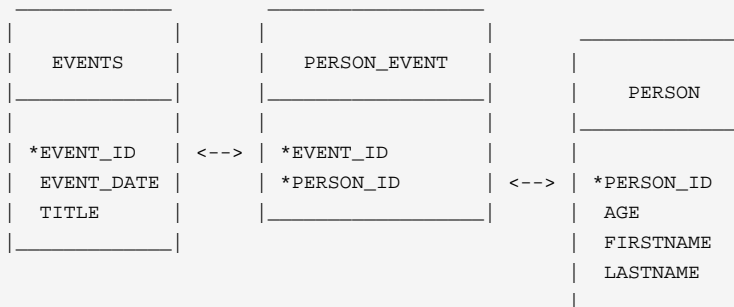 EVENTS
PERSON_EVENT
PERSON
*EVENT_ID <--> *EVENT_ID
EVENT_DATE
*PERSON_ID <--> *PERSON_ID
TITLE
AGE
FIRSTNAME
LASTNAME